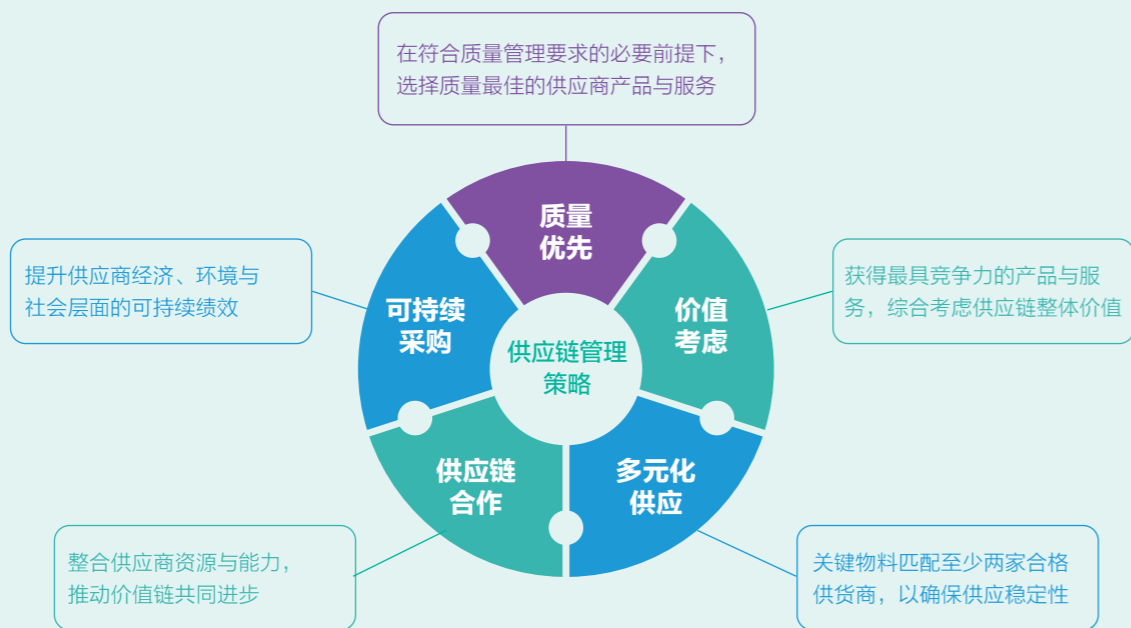 在符合质量管理要求的必要前提下，
选择质量最佳的供应商产品与服务
质量
优先
提升供应商经济、环境与
社会层面的可持续绩效
可持续
采购
供应链管理
策略
价值
考虑
获得最具竞争力的产品与服
务，综合考虑供应链整体价值
供应链
合作
多元化
供应
整合供应商资源与能力，
推动价值链共同进步
关键物料匹配至少两家合格
供货商，以确保供应稳定性